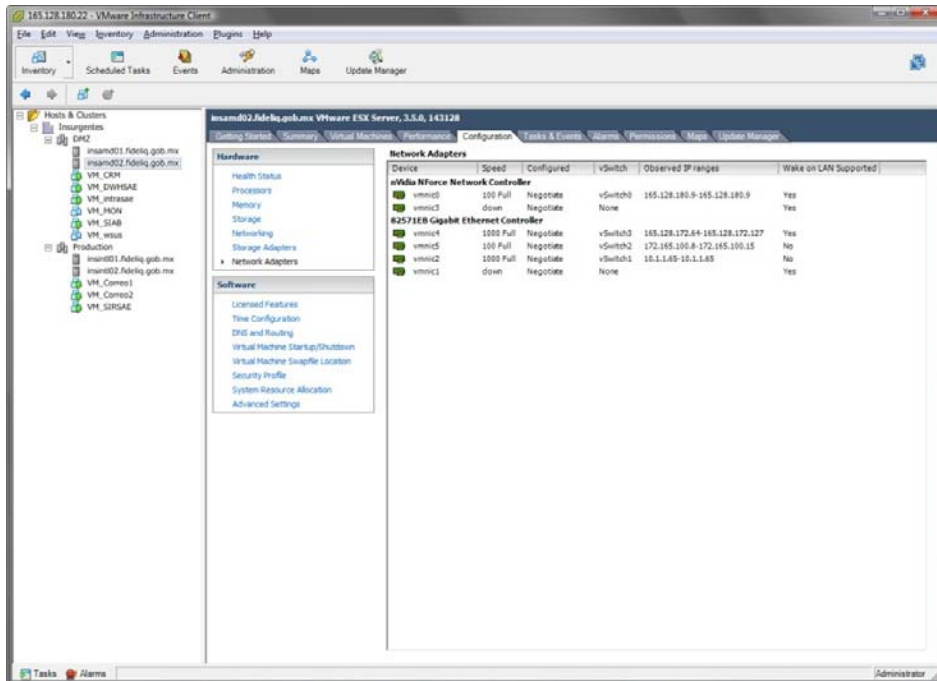 165.128.180.22 - VMware Infrastructure Client
File Edit View Inventory Administration Plugins Help
Inventory Scheduled Tasks Events Administration Maps Update Manager
Hosts & Clusters
Insurgentes
DMZ
insamd01.fideliq.gob.mx
insamd02.fideliq.gob.mx
VM_CRM
VM_DWHSAE
VM_intrasae
VM_MON
VM_SIAB
VM_wsus
Production
insintl01.fideliq.gob.mx
insintl02.fideliq.gob.mx
VM_Correo1
VM_Correo2
VM_SIRSAE
insamd02.fideliq.gob.mx VMware ESX Server, 3.5.0, 143128
Getting Started Summary Virtual Machines Performance Configuration Tasks & Events Alarms Permissions Maps Update Manager
Hardware
Health Status
Processors
Memory
Storage
Networking
Storage Adapters
Network Adapters
Software
Licensed Features
Time Configuration
DNS and Routing
Virtual Machine Startup/Shutdown
Virtual Machine Swapfile Location
Security Profile
System Resource Allocation
Advanced Settings
Network Adapters
Device Speed Configured vSwitch Observed IP ranges Wake on LAN Supported
nVidia NForce Network Controller
vmnic0 100 Full Negotiate vSwitch0 165.128.180.9-165.128.180.9 Yes
vmnic3 down Negotiate None Yes
82571EB Gigabit Ethernet Controller
vmnic4 1000 Full Negotiate vSwitch3 165.128.172.64-165.128.172.127 Yes
vmnic5 100 Full Negotiate vSwitch2 172.165.100.8-172.165.100.15 No
vmnic2 1000 Full Negotiate vSwitch1 10.1.1.65-10.1.1.65 No
vmnic1 down Negotiate None Yes
Tasks Alarms Administrator